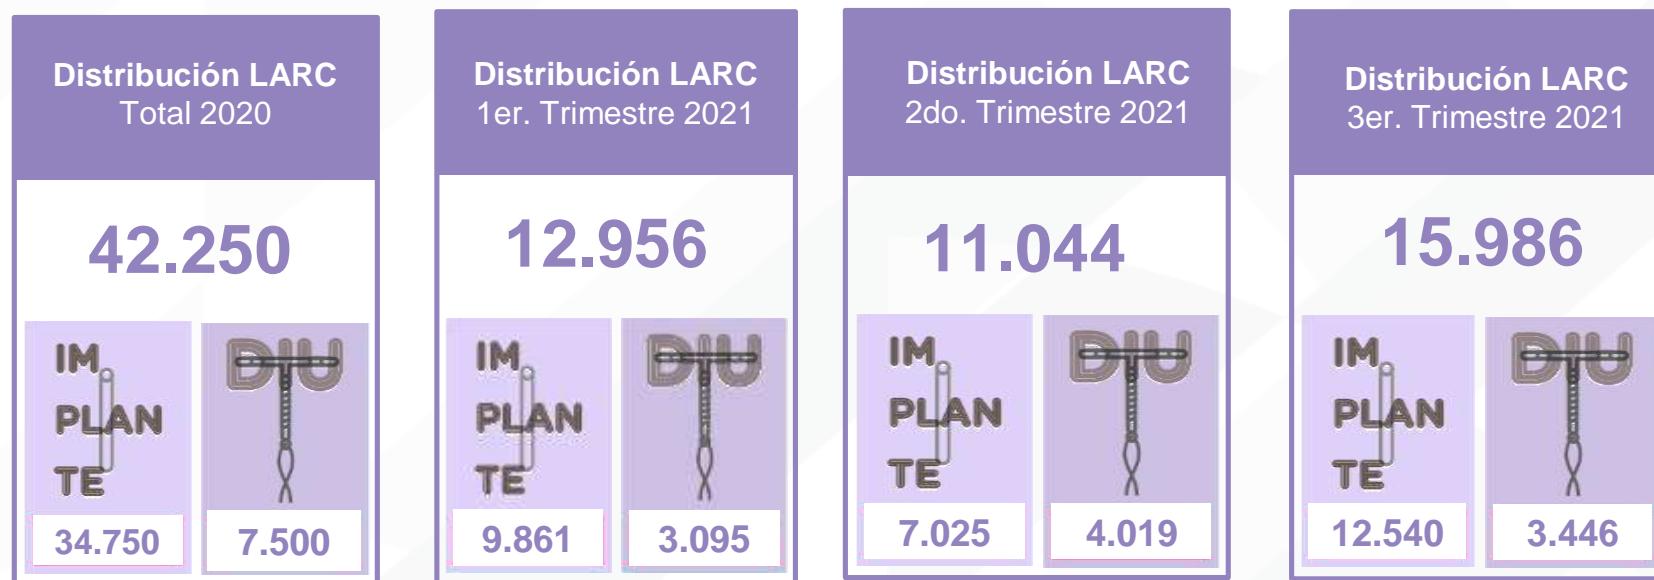 Distribución LARC
Total 2020
42.250
IM
PLAN
TE
34.750
DIU
7.500
Distribución LARC
1er. Trimestre 2021
12.956
IM
PLAN
TE
9.861
DIU
3.095
Distribución LARC
2do. Trimestre 2021
11.044
IM
PLAN
TE
7.025
DIU
4.019
Distribución LARC
3er. Trimestre 2021
15.986
IM
PLAN
TE
12.540
DIU
3.446